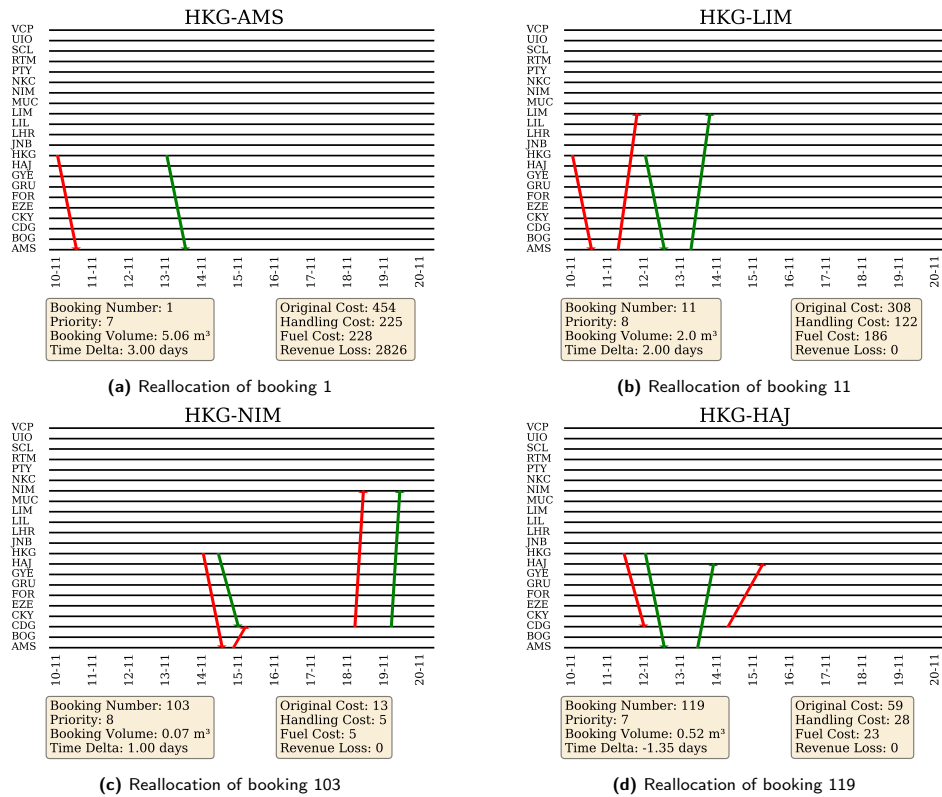 HKG-AMS
VCP
UIO
SCL
RTM
PTY
NKC
NIM
MUC
LIM
LIL
LHR
JNB
HKG
HAJ
GYE
GRU
FOR
EZE
CKY
CDG
BOG
AMS
10-11 11-11 12-11 13-11 14-11 15-11 16-11 17-11 18-11 19-11 20-11
Booking Number: 1
Priority: 7
Booking Volume: 5.06 m³
Time Delta: 3.00 days
Original Cost: 454
Handling Cost: 225
Fuel Cost: 228
Revenue Loss: 2826
(a) Reallocation of booking 1
HKG-LIM
VCP
UIO
SCL
RTM
PTY
NKC
NIM
MUC
LIM
LIL
LHR
JNB
HKG
HAJ
GYE
GRU
FOR
EZE
CKY
CDG
BOG
AMS
10-11 11-11 12-11 13-11 14-11 15-11 16-11 17-11 18-11 19-11 20-11
Booking Number: 11
Priority: 8
Booking Volume: 2.0 m³
Time Delta: 2.00 days
Original Cost: 308
Handling Cost: 122
Fuel Cost: 186
Revenue Loss: 0
(b) Reallocation of booking 11
HKG-NIM
VCP
UIO
SCL
RTM
PTY
NKC
NIM
MUC
LIM
LIL
LHR
JNB
HKG
HAJ
GYE
GRU
FOR
EZE
CKY
CDG
BOG
AMS
10-11 11-11 12-11 13-11 14-11 15-11 16-11 17-11 18-11 19-11 20-11
Booking Number: 103
Priority: 8
Booking Volume: 0.07 m³
Time Delta: 1.00 days
Original Cost: 13
Handling Cost: 5
Fuel Cost: 5
Revenue Loss: 0
(c) Reallocation of booking 103
HKG-HAJ
VCP
UIO
SCL
RTM
PTY
NKC
NIM
MUC
LIM
LIL
LHR
JNB
HKG
HAJ
GYE
GRU
FOR
EZE
CKY
CDG
BOG
AMS
10-11 11-11 12-11 13-11 14-11 15-11 16-11 17-11 18-11 19-11 20-11
Booking Number: 119
Priority: 7
Booking Volume: 0.52 m³
Time Delta: -1.35 days
Original Cost: 59
Handling Cost: 28
Fuel Cost: 23
Revenue Loss: 0
(d) Reallocation of booking 119